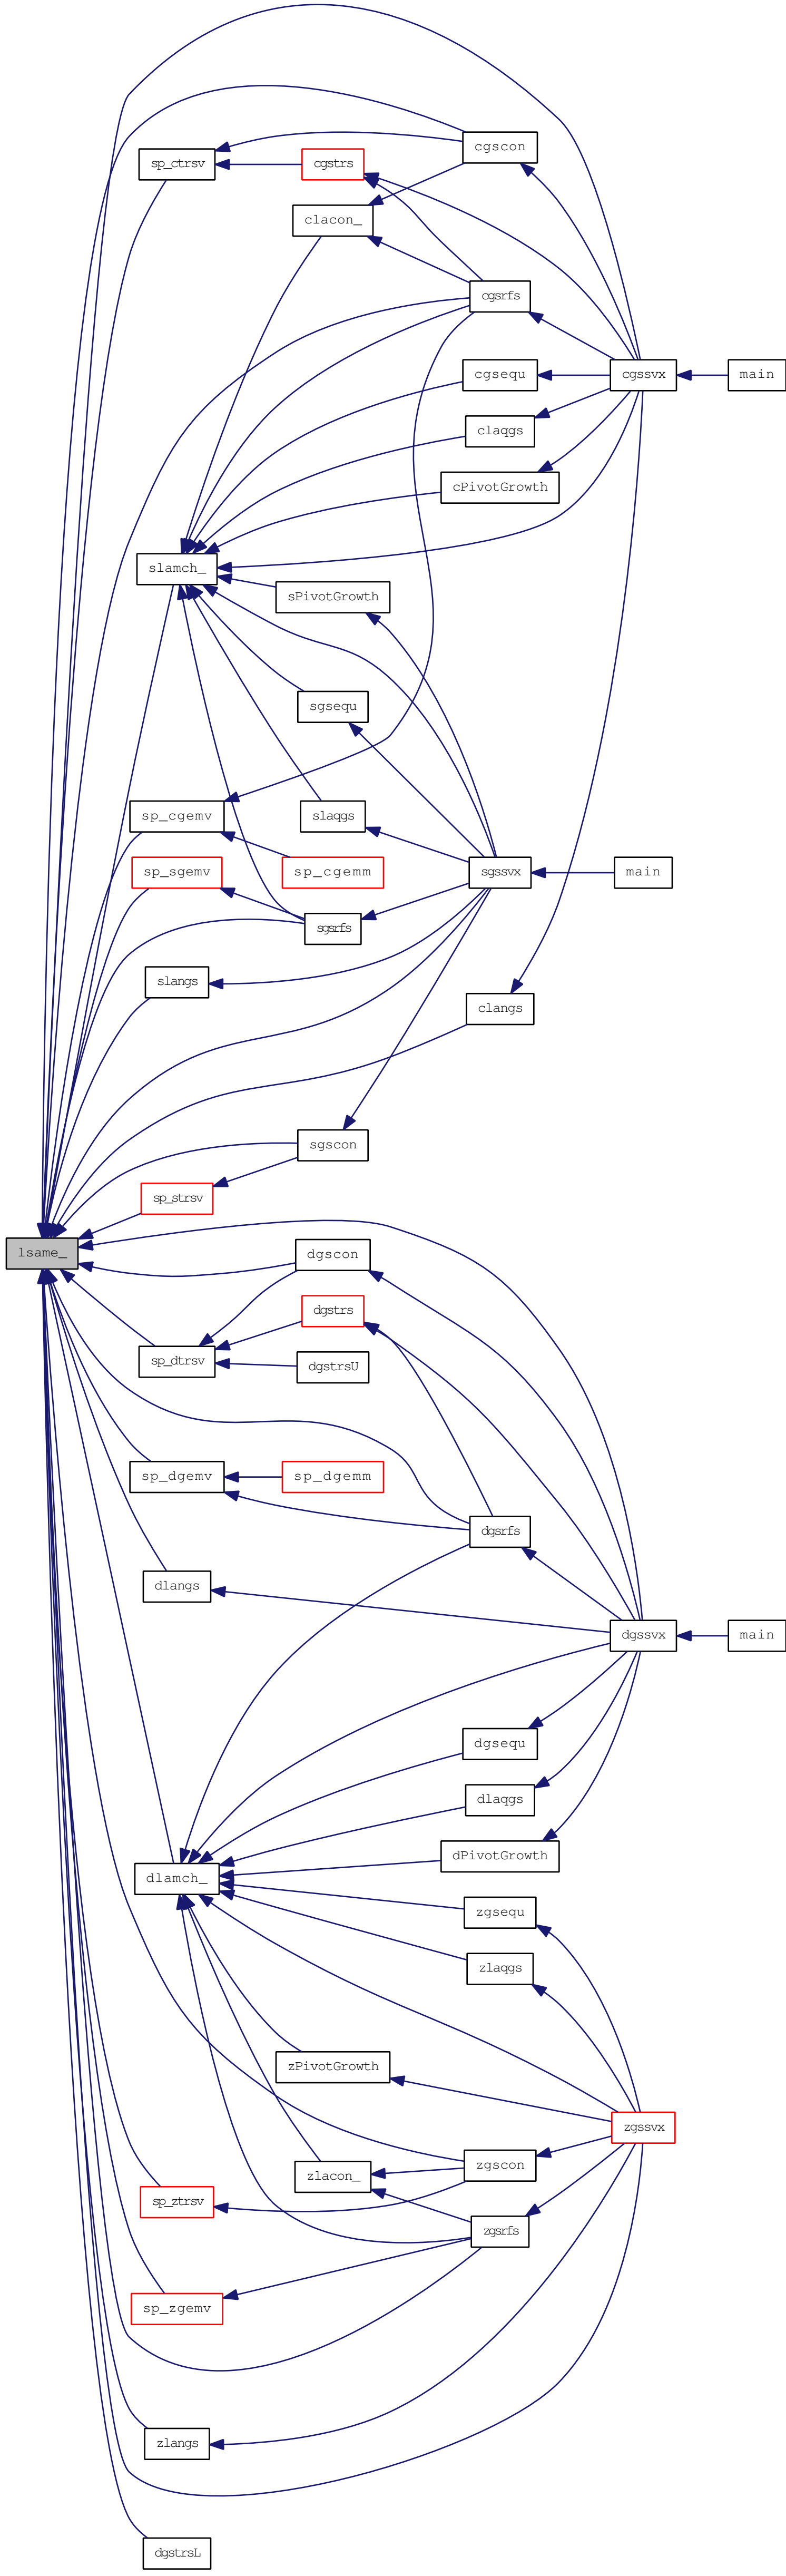 cgscon
sp_ctrsv
cgstrs
clacon_
cgsrfs
cgsequ
cgssvx
main
claqgs
cPivotGrowth
slamch_
sPivotGrowth
sgsequ
sp_cgemv
slaqgs
sp_sgemv
sp_cgemm
sgssvx
main
sgsrfs
slangs
clangs
sgscon
sp_strsv
lsame_
dgscon
dgstrs
sp_dtrsv
dgstrsU
sp_dgemv
sp_dgemm
dgsrfs
dlangs
dgssvx
main
dgsequ
dlaqgs
dPivotGrowth
dlamch_
zgsequ
zlaqgs
zPivotGrowth
zgssvx
zgscon
zlacon_
sp_ztrsv
zgsrfs
sp_zgemv
zlangs
dgstrsL